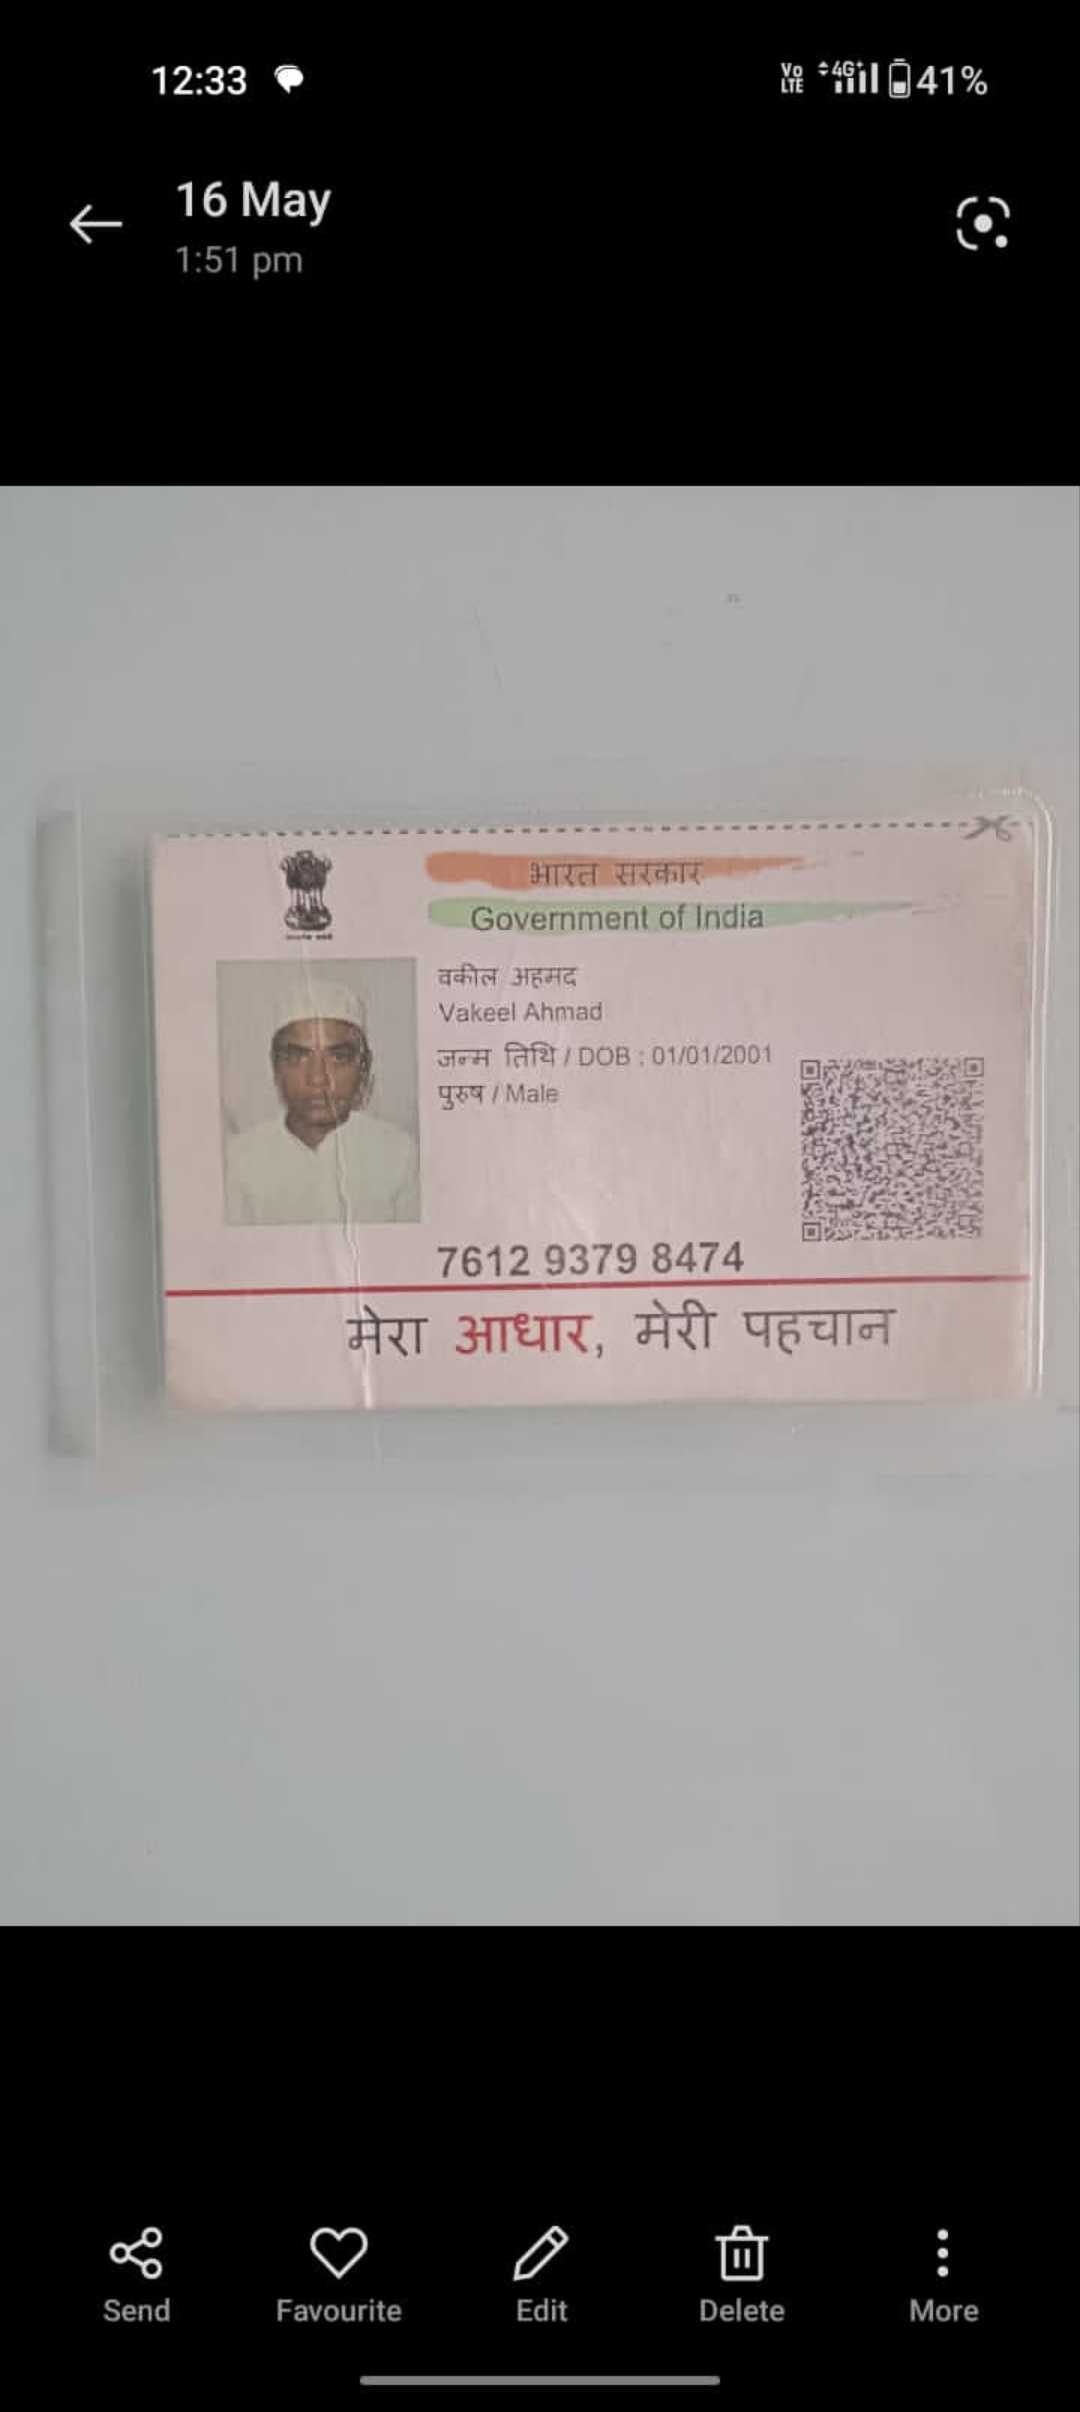 12:33
Vo LTE 4G+ 41%
16 May
1:51 pm
भारत सरकार
Government of India
वकील अहमद
Vakeel Ahmad
जन्म तिथि / DOB : 01/01/2001
पुरुष / Male
7612 9379 8474
मेरा आधार, मेरी पहचान
Send Favourite Edit Delete More